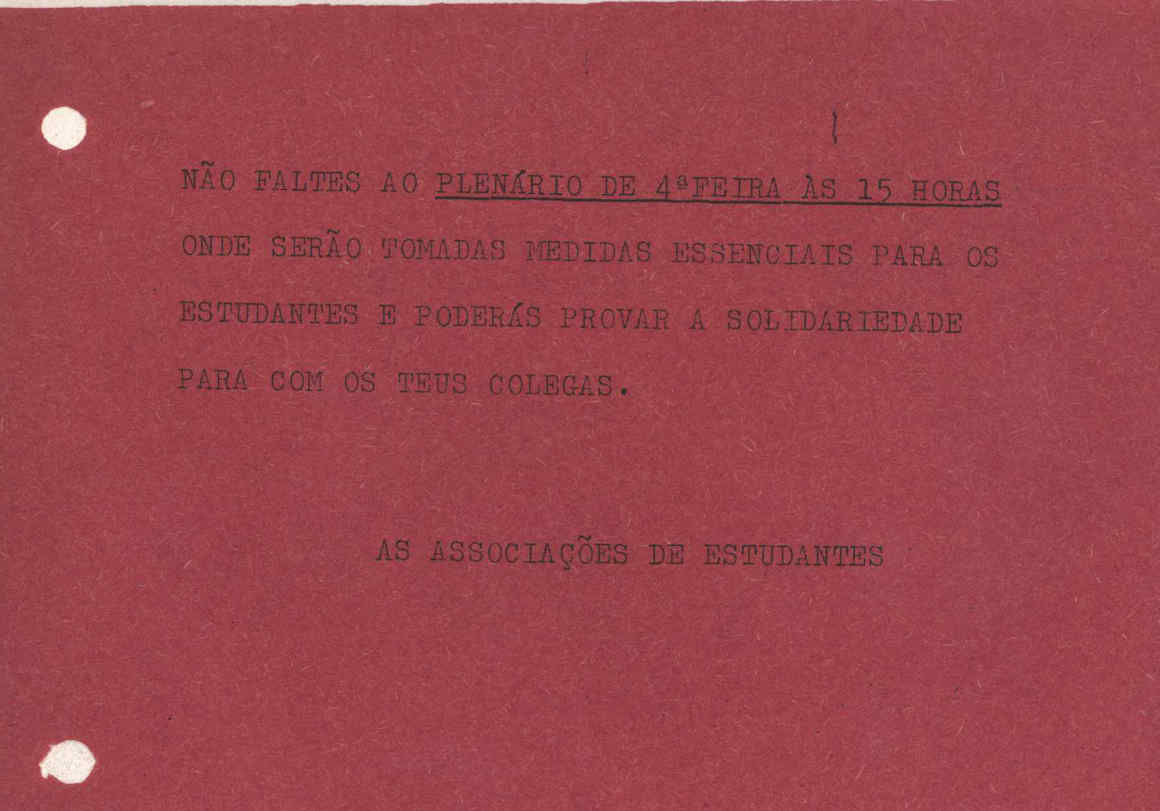 NÃO FALTES AO PLENÁRIO DE 4ªFEIRA ÀS 15 HORAS
ONDE SERÃO TOMADAS MEDIDAS ESSENCIAIS PARA OS
ESTUDANTES E PODERÁS PROVAR A SOLIDARIEDADE
PARA COM OS TEUS COLEGAS.
AS ASSOCIAÇÕES DE ESTUDANTES